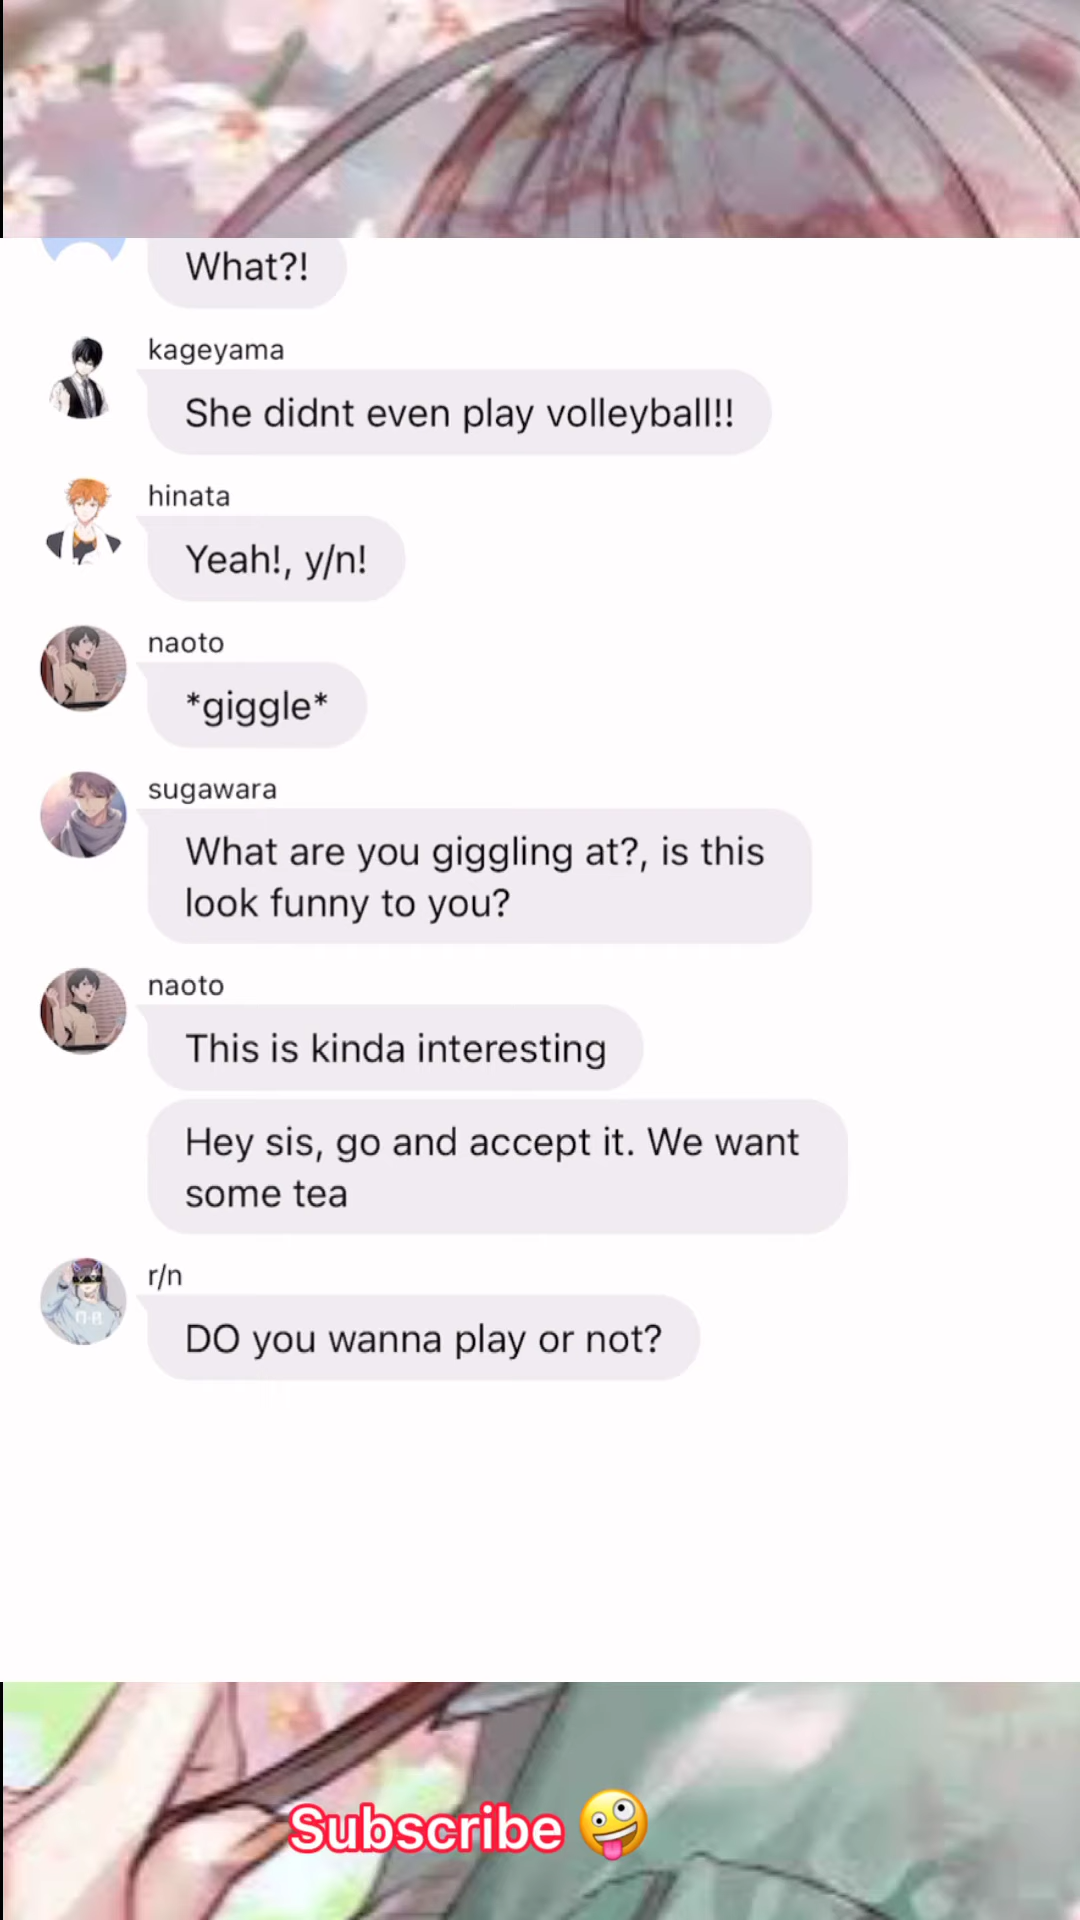 What?!
kageyama
She didnt even play volleyball!!
hinata
Yeah!, y/n!
naoto
*giggle*
sugawara
What are you giggling at?, is this
look funny to you?
naoto
This is kinda interesting
Hey sis, go and accept it. We want
some tea
r/n
DO you wanna play or not?
Subscribe 🤪